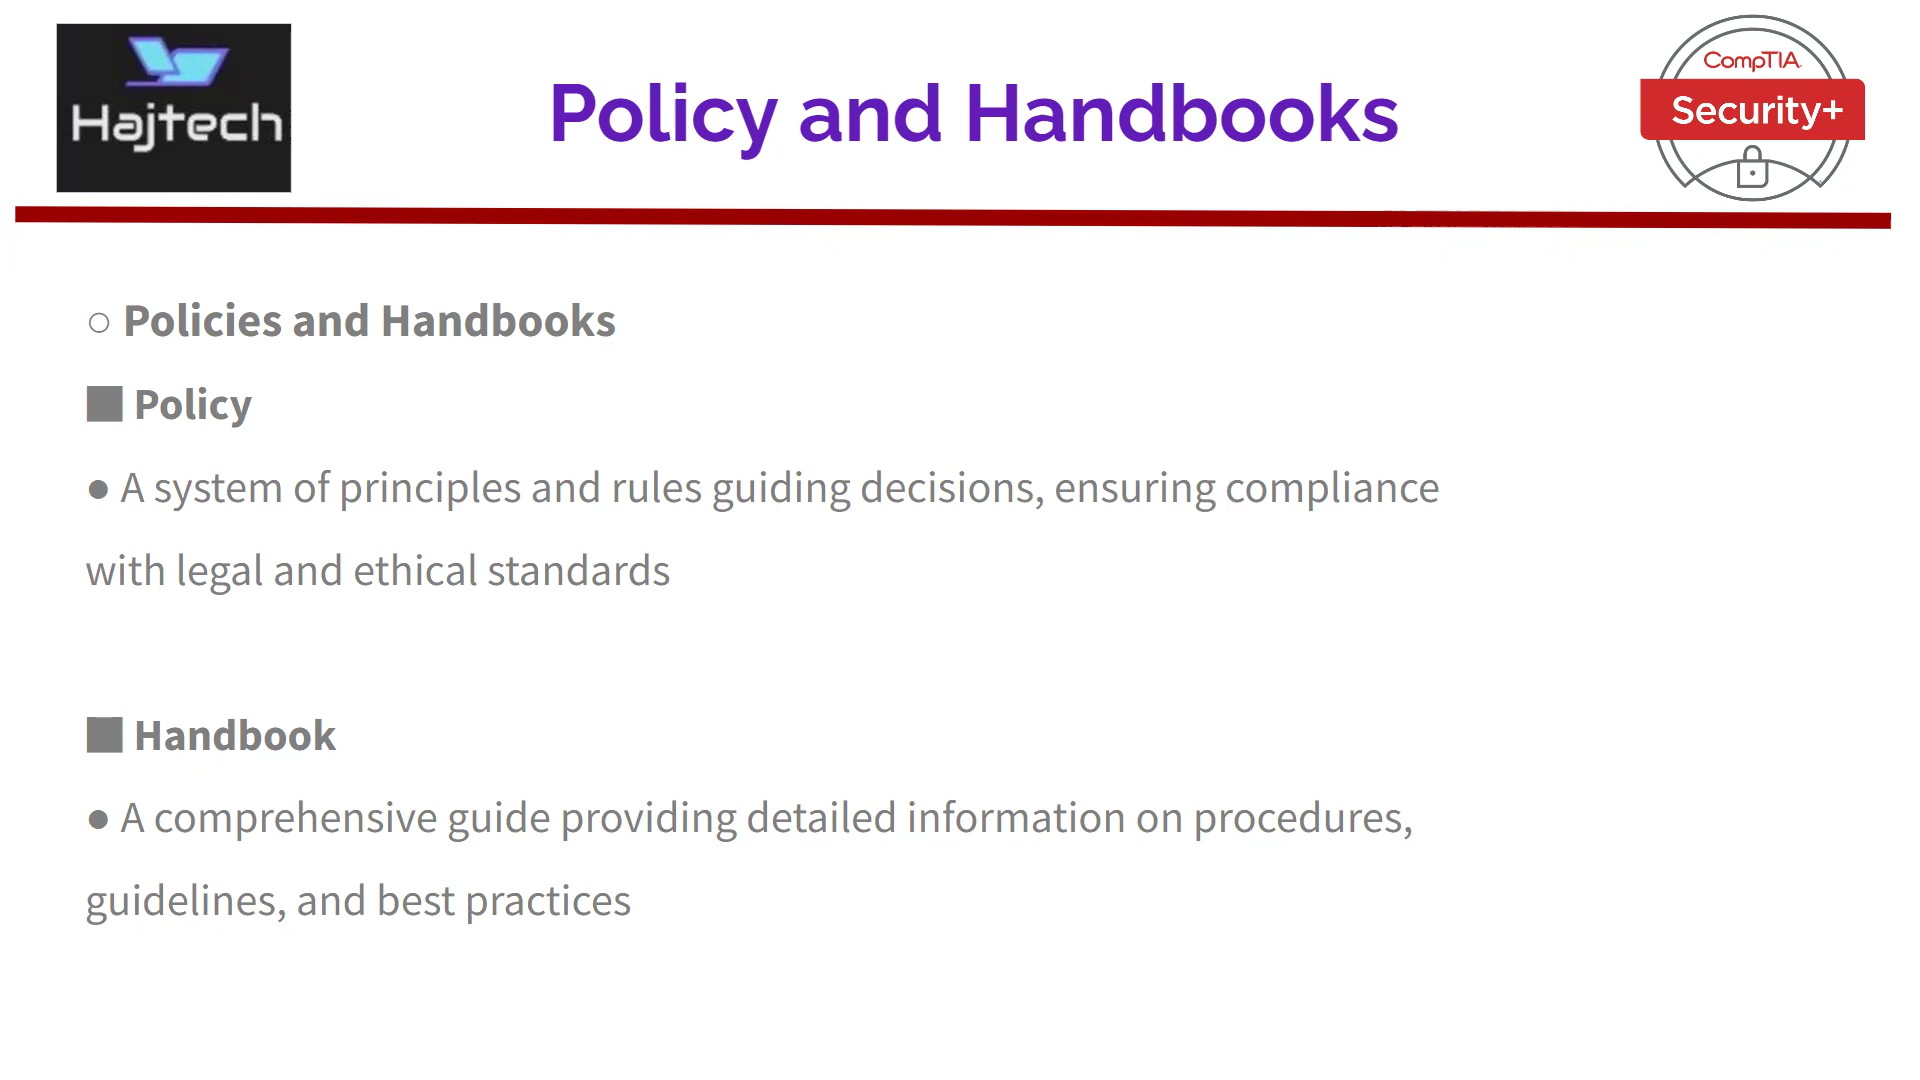 Hajtech
Policy and Handbooks
CompTIA.
Security+
○ Policies and Handbooks
■ Policy
● A system of principles and rules guiding decisions, ensuring compliance
with legal and ethical standards
■ Handbook
● A comprehensive guide providing detailed information on procedures,
guidelines, and best practices